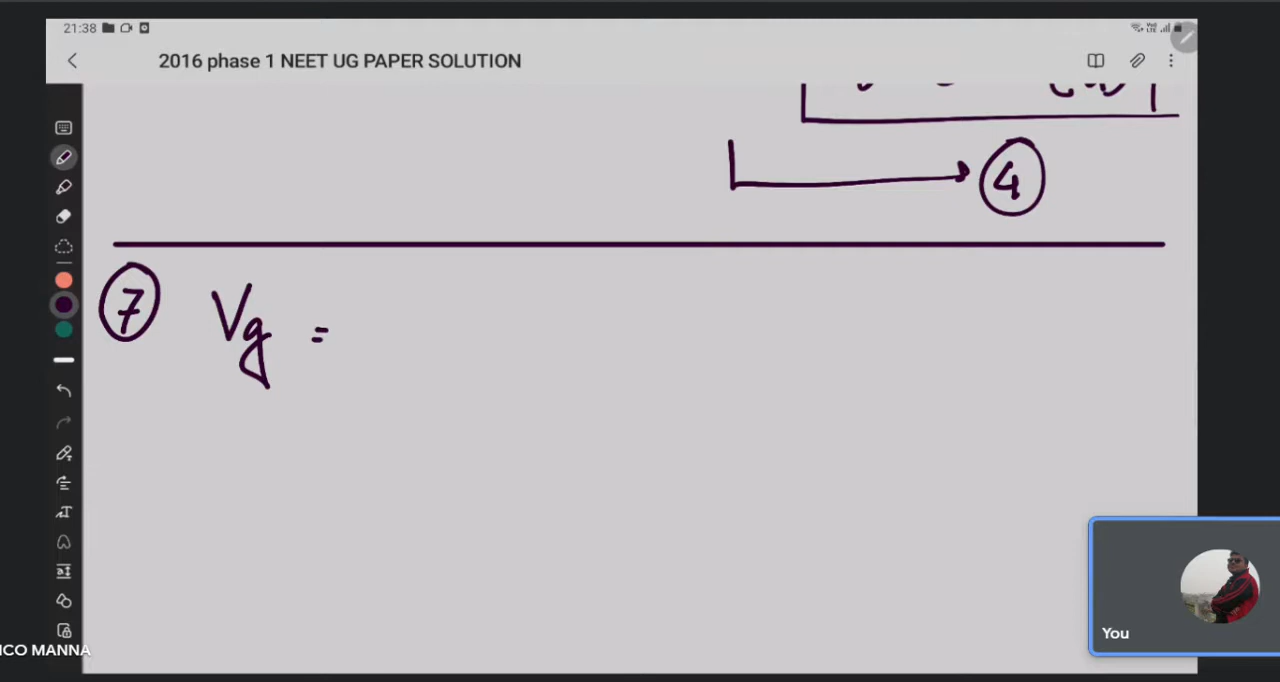 21:38
2016 phase 1 NEET UG PAPER SOLUTION
4
7 Vg =
You
ICO MANNA